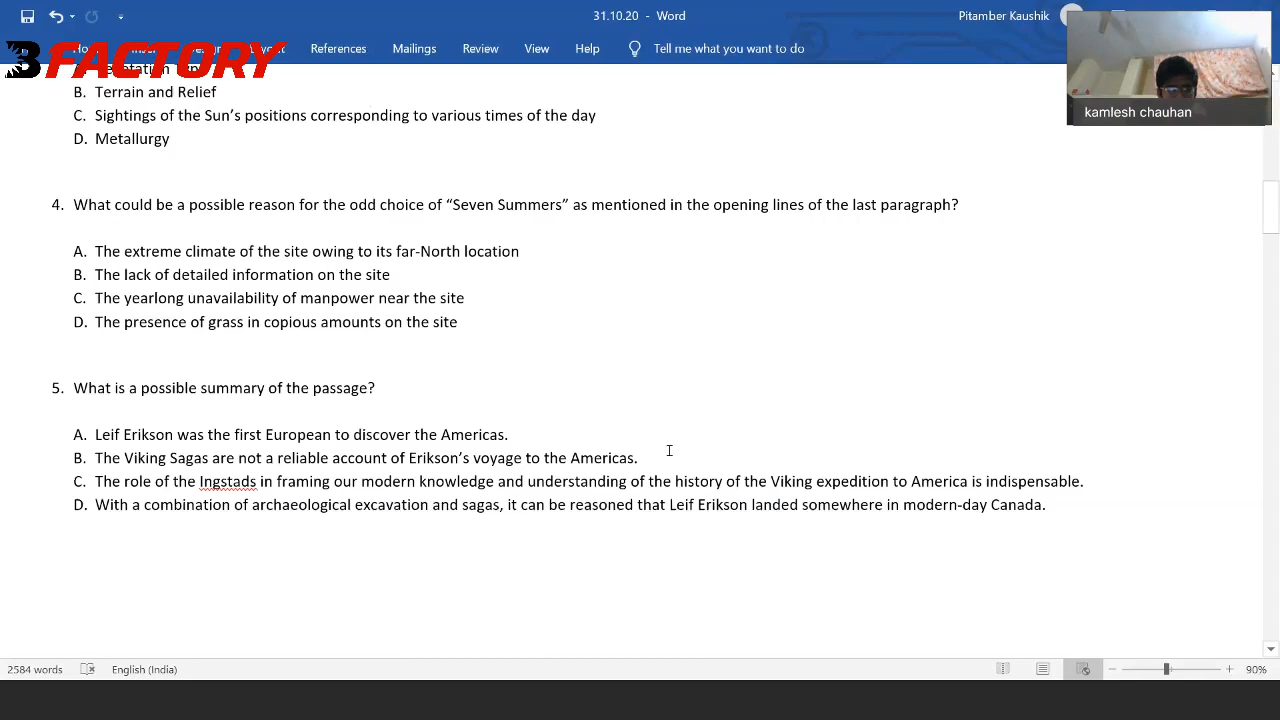 31.10.20 - Word
Pitamber Kaushik
References
Mailings
Review
View
Help
Tell me what you want to do
3 FACTORY
kamlesh chauhan
B. Terrain and Relief
C. Sightings of the Sun’s positions corresponding to various times of the day
D. Metallurgy
4. What could be a possible reason for the odd choice of “Seven Summers” as mentioned in the opening lines of the last paragraph?
A. The extreme climate of the site owing to its far-North location
B. The lack of detailed information on the site
C. The yearlong unavailability of manpower near the site
D. The presence of grass in copious amounts on the site
5. What is a possible summary of the passage?
A. Leif Erikson was the first European to discover the Americas.
B. The Viking Sagas are not a reliable account of Erikson’s voyage to the Americas.
C. The role of the Ingstads in framing our modern knowledge and understanding of the history of the Viking expedition to America is indispensable.
D. With a combination of archaeological excavation and sagas, it can be reasoned that Leif Erikson landed somewhere in modern-day Canada.
2584 words
English (India)
90%